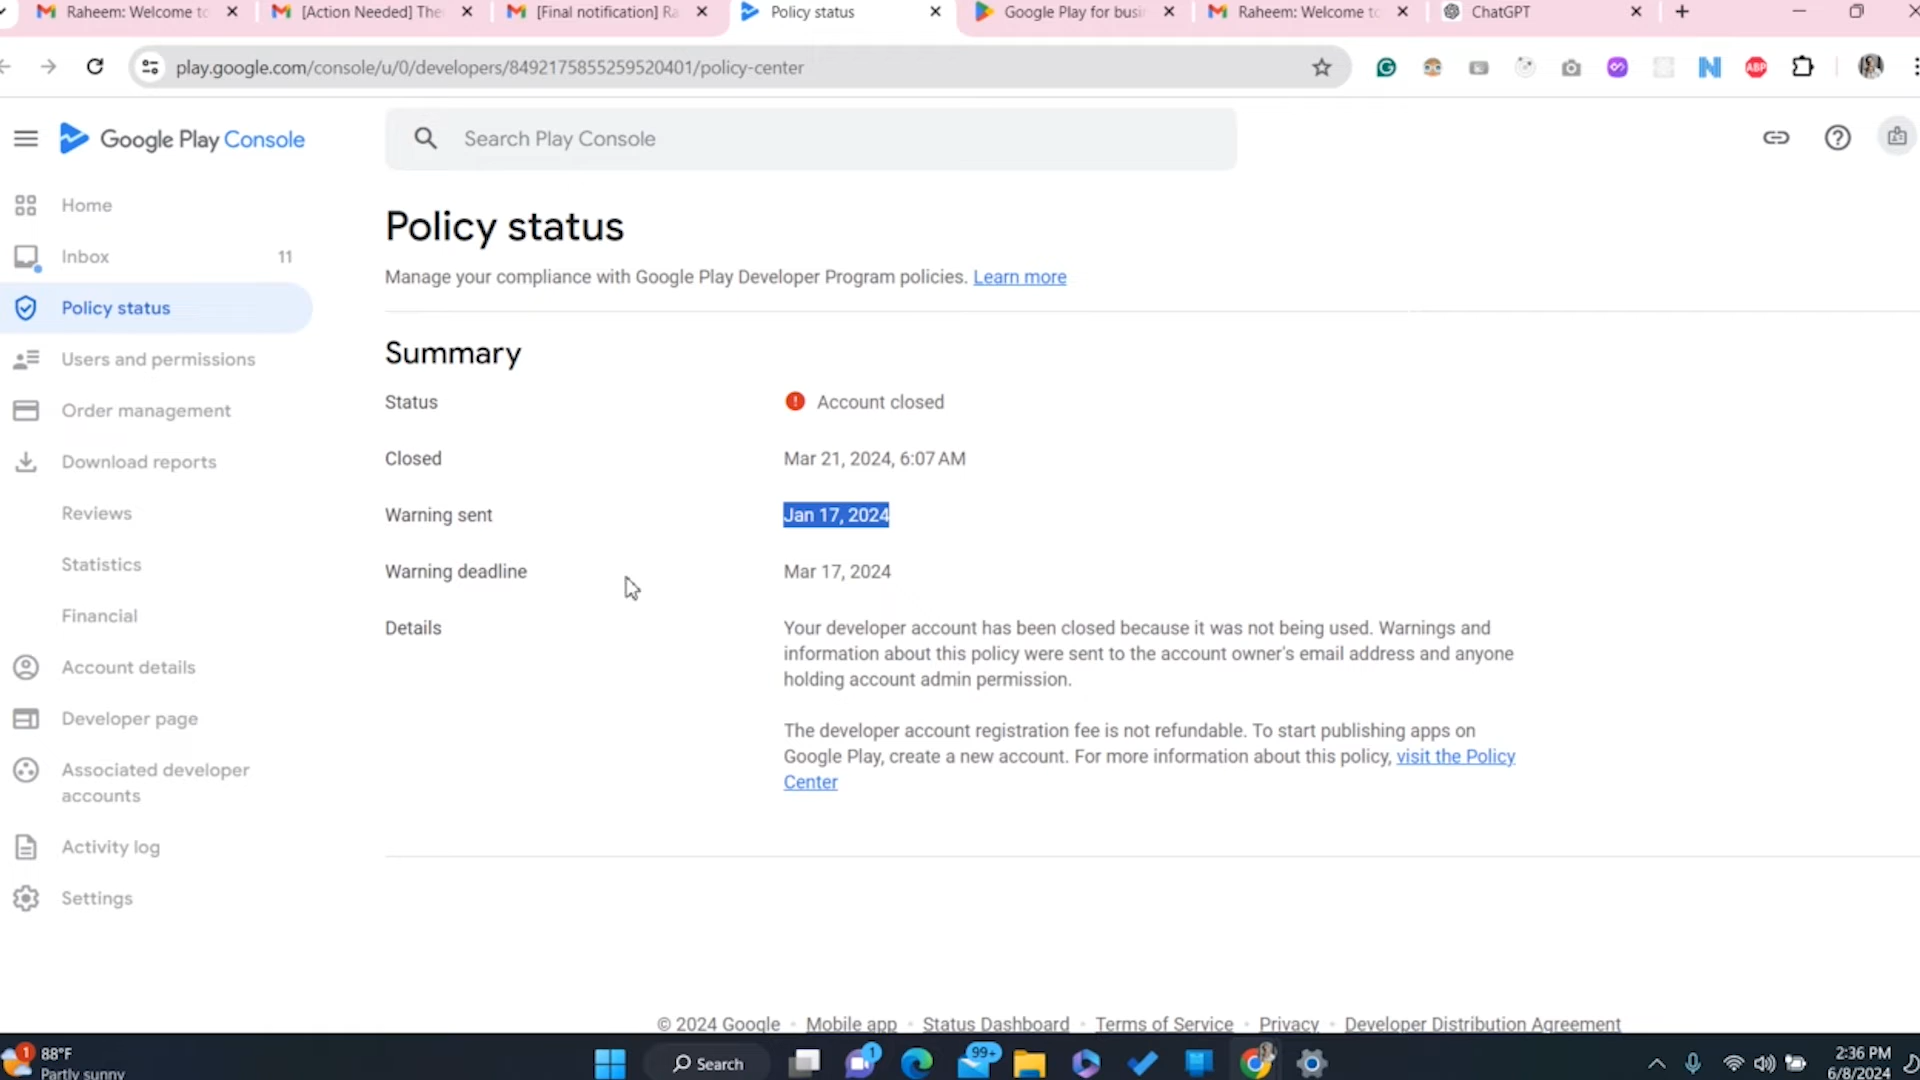 Raheem: Welcome to
[Action Needed] The
[Final notification] Ra
Policy status
Google Play for busi
Raheem: Welcome to
ChatGPT
play.google.com/console/u/0/developers/8492175855259520401/policy-center
ABP
Google Play Console
Search Play Console
Home
Inbox 11
Policy status
Users and permissions
Order management
Download reports
Reviews
Statistics
Financial
Account details
Developer page
Associated developer
accounts
Activity log
Settings
Policy status
Manage your compliance with Google Play Developer Program policies. Learn more
Summary
Status Account closed
Closed Mar 21, 2024, 6:07 AM
Warning sent Jan 17, 2024
Warning deadline Mar 17, 2024
Details Your developer account has been closed because it was not being used. Warnings and
information about this policy were sent to the account owner's email address and anyone
holding account admin permission.
The developer account registration fee is not refundable. To start publishing apps on
Google Play, create a new account. For more information about this policy, visit the Policy
Center
© 2024 Google · Mobile app · Status Dashboard · Terms of Service · Privacy · Developer Distribution Agreement
1
88°F
Partly sunny
Search
1
99+
2:36 PM
6/8/2024